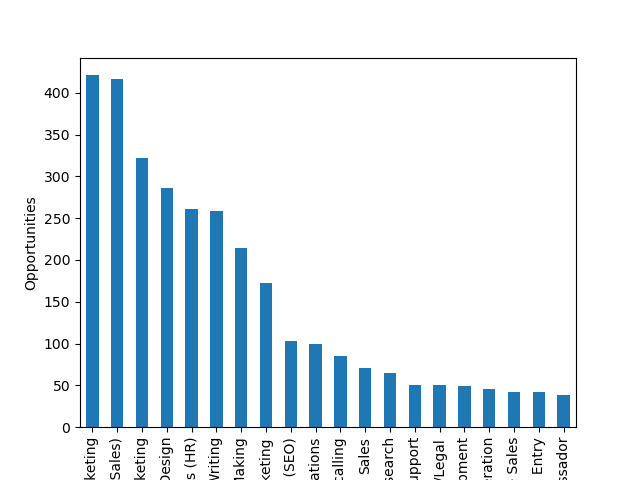 Opportunities
400
350
300
250
200
150
100
50
0
keting
Sales)
keting
Design
s (HR)
Writing
Making
keting
(SEO)
ations
calling
Sales
search
upport
/Legal
pment
eration
Sales
Entry
ssador